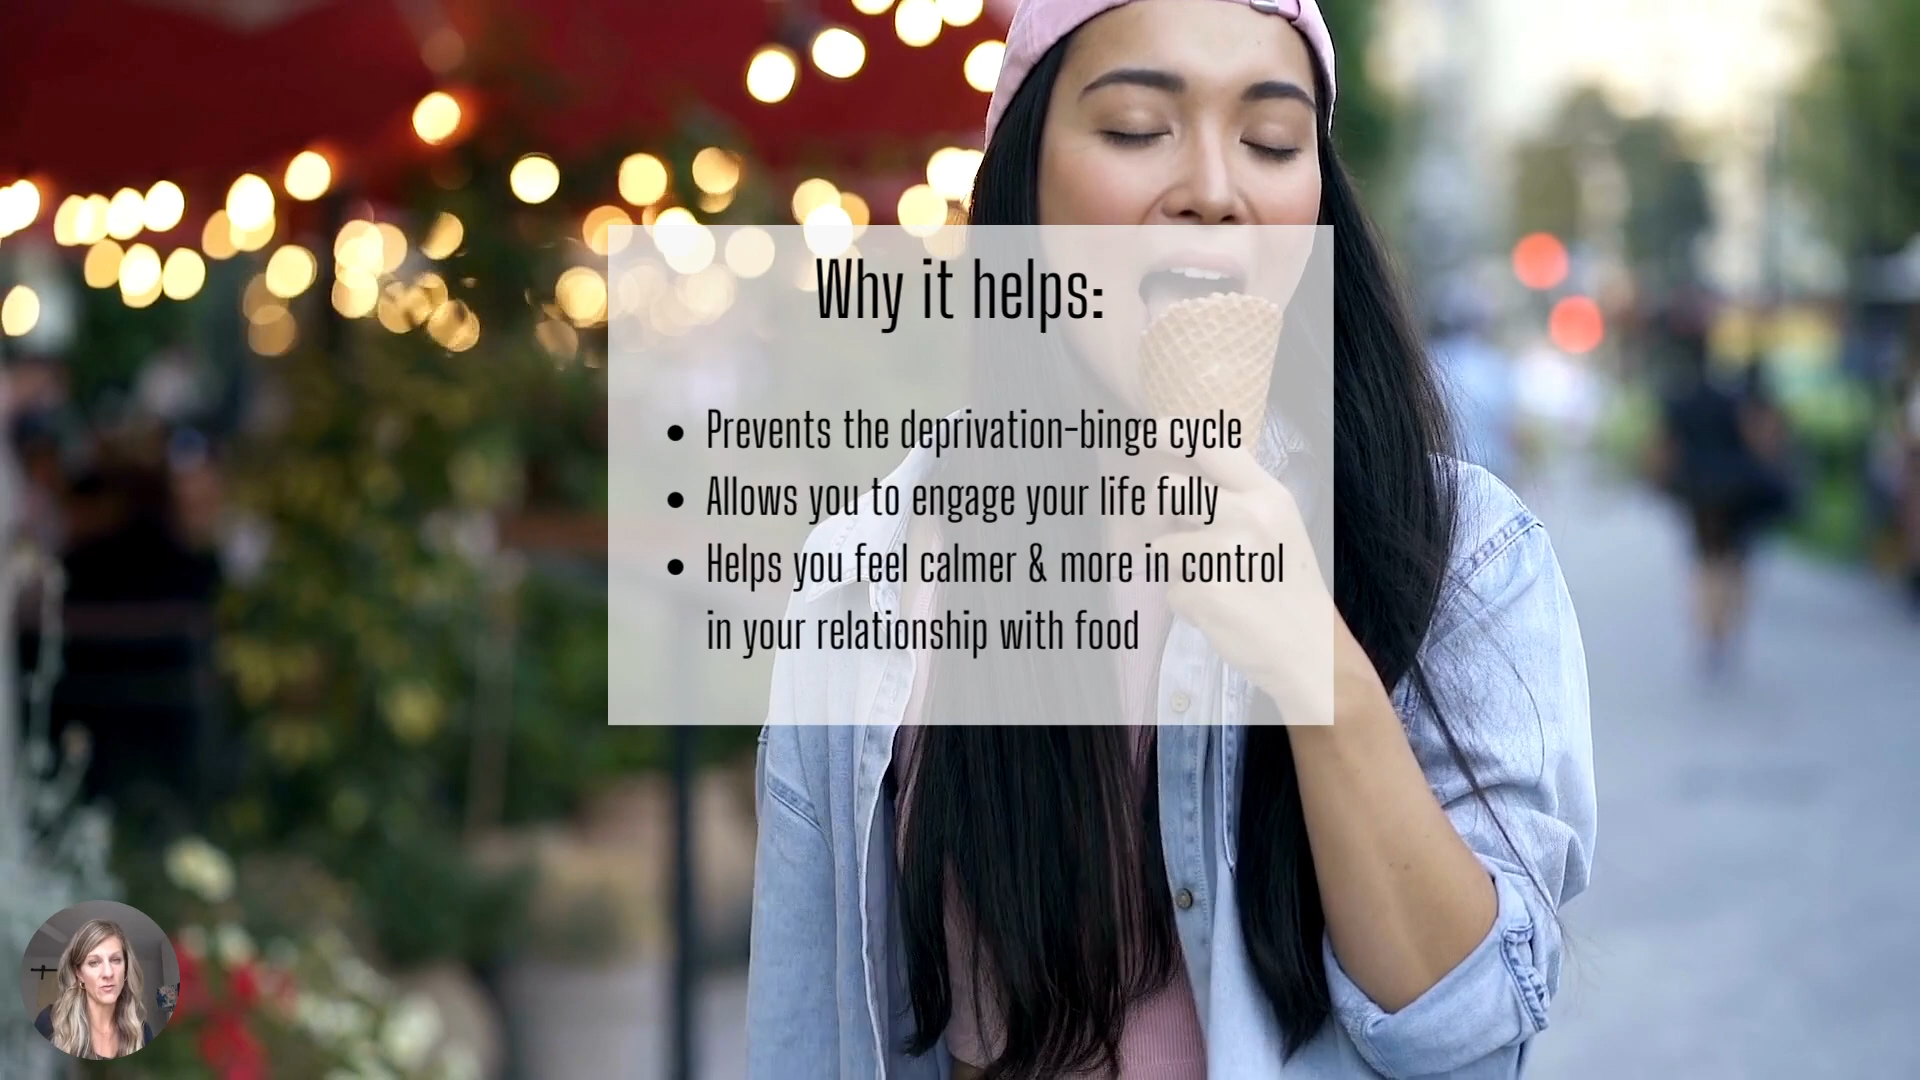 Why it helps:
• Prevents the deprivation-binge cycle
• Allows you to engage your life fully
• Helps you feel calmer & more in control
in your relationship with food